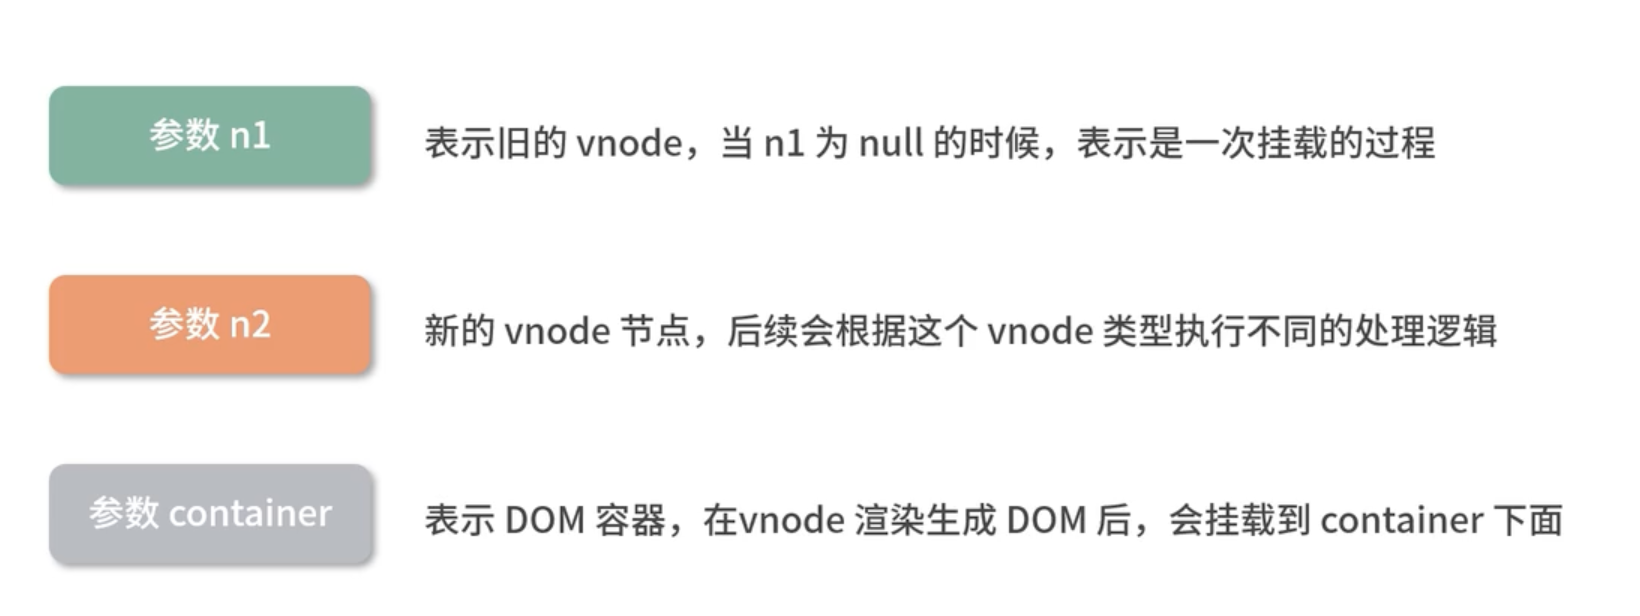 参数 n1
表示旧的 vnode，当 n1 为 null 的时候，表示是一次挂载的过程
参数 n2
新的 vnode 节点，后续会根据这个 vnode 类型执行不同的处理逻辑
参数 container
表示 DOM 容器，在vnode 渲染生成 DOM 后，会挂载到 container 下面